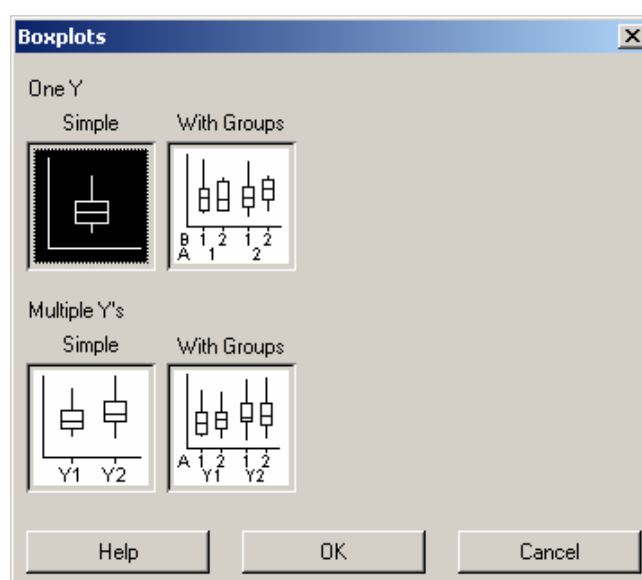 Boxplots
One Y
Simple With Groups
B 1 2 1 2
A 1 2
Multiple Y's
Simple With Groups
Y1 Y2
A 1 2 1 2
Y1 Y2
Help OK Cancel